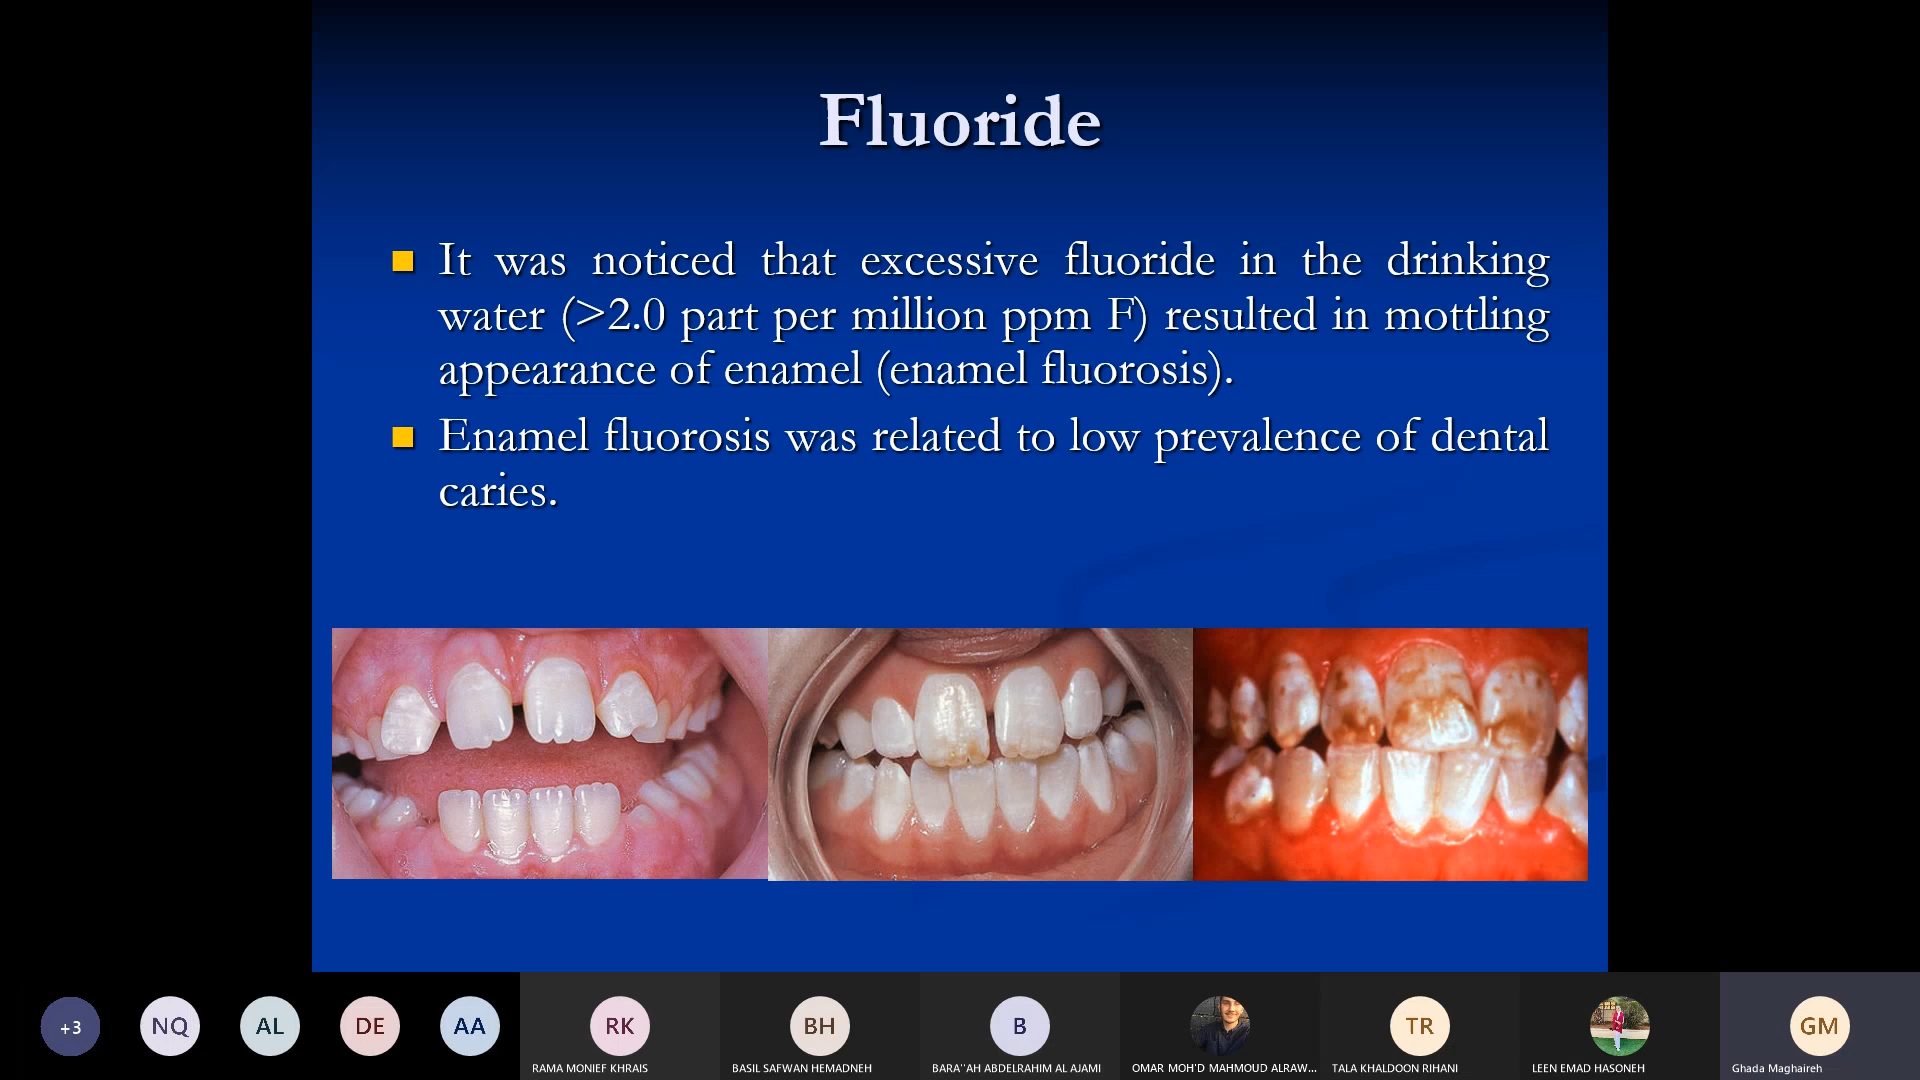 Fluoride
It was noticed that excessive fluoride in the drinking
water (>2.0 part per million ppm F) resulted in mottling
appearance of enamel (enamel fluorosis).
Enamel fluorosis was related to low prevalence of dental
caries.
+3
NQ
AL
DE
AA
RK
BH
B
TR
GM
RAMA MONIEF KHRAIS
BASIL SAFWAN HEMADNEH
BARA''AH ABDELRAHIM AL AJAMI
OMAR MOH'D MAHMOUD ALRAW...
TALA KHALDOON RIHANI
LEEN EMAD HASONEH
Ghada Maghaireh